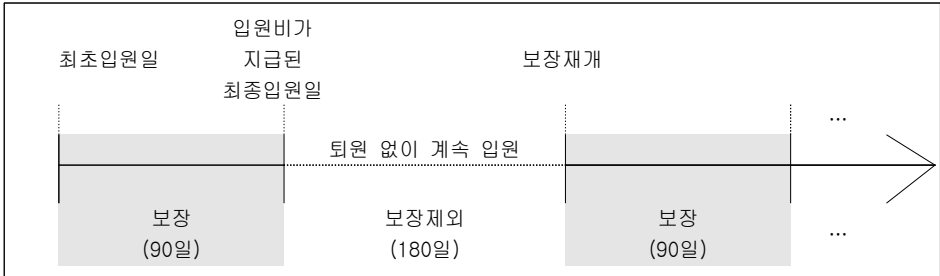 최초입원일
입원비가
지급된
최종입원일
보장재개
...
퇴원 없이 계속 입원
보장
(90일)
보장제외
(180일)
보장
(90일)
...